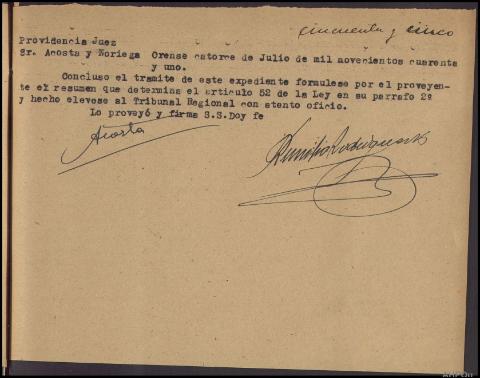 cincuenta y cinco
Providencia Juez
Sr. Acosta y Noriega Orense catorce de Julio de mil novecientos cuarenta
y uno.
Concluso el tramite de este expediente formulese por el proveyen-
te el resumen que determina el articulo 52 de la Ley en su parrafo 2º
y hecho elevese al Tribunal Regional con atento oficio.
Lo proveyó y firma S.S.Doy fe
Acosta